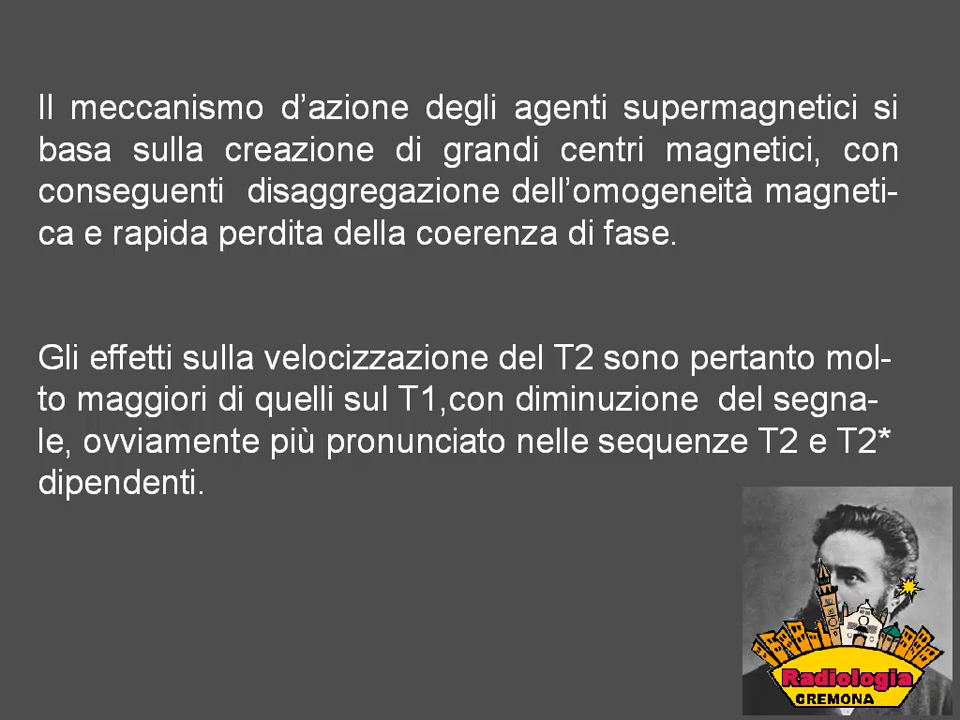 Il meccanismo d’azione degli agenti supermagnetici si
basa sulla creazione di grandi centri magnetici, con
conseguenti disaggregazione dell’omogeneità magneti-
ca e rapida perdita della coerenza di fase.
Gli effetti sulla velocizzazione del T2 sono pertanto mol-
to maggiori di quelli sul T1,con diminuzione del segna-
le, ovviamente più pronunciato nelle sequenze T2 e T2*
dipendenti.
Radiologia
CREMONA